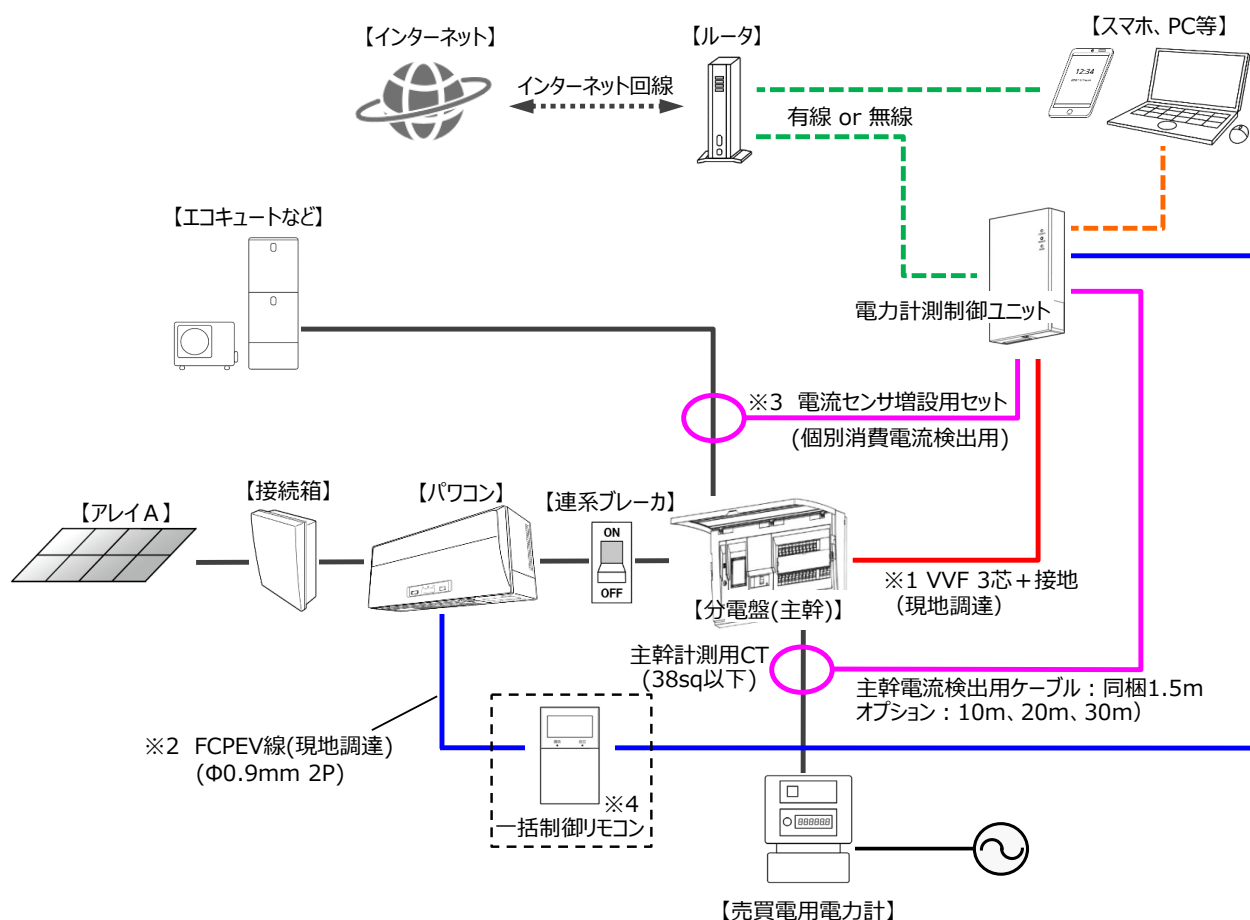 【インターネット】
【ルータ】
【スマホ、PC等】
インターネット回線
12:34
有線 or 無線
【エコキュートなど】
電力計測制御ユニット
※3 電流センサ増設用セット
(個別消費電流検出用)
【アレイA】
【接続箱】
【パワコン】
【連系ブレーカ】
ON
OFF
【分電盤(主幹)】
※1 VVF 3芯＋接地
（現地調達）
主幹計測用CT
(38sq以下)
主幹電流検出用ケーブル：同梱1.5m
オプション：10m、20m、30m）
※2 FCPEV線(現地調達)
(Φ0.9mm 2P)
※4
一括制御リモコン
888888
【売買電用電力計】